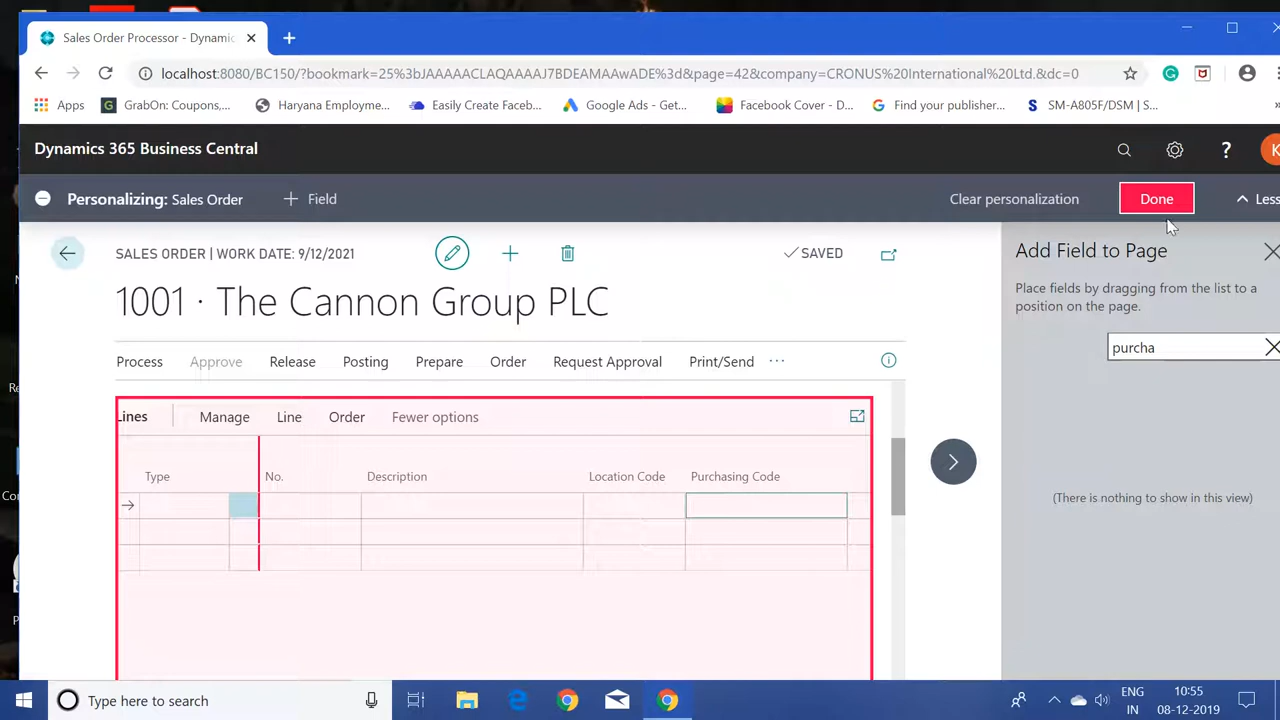 Sales Order Processor - Dynamic
localhost:8080/BC150/?bookmark=25%3bJAAAAACLAQAAAAJ7BDEAMAAwADE%3d&page=42&company=CRONUS%20International%20Ltd.&dc=0
Apps
GrabOn: Coupons,...
Haryana Employme...
Easily Create Faceb...
Google Ads - Get...
Facebook Cover - D...
Find your publisher...
SM-A805F/DSM | S...
Dynamics 365 Business Central
?
K
Personalizing: Sales Order
Field
Clear personalization
Done
Less
SALES ORDER | WORK DATE: 9/12/2021
SAVED
Add Field to Page
Place fields by dragging from the list to a
position on the page.
1001 · The Cannon Group PLC
purcha
Process
Approve
Release
Posting
Prepare
Order
Request Approval
Print/Send
Lines
Manage
Line
Order
Fewer options
Type
No.
Description
Location Code
Purchasing Code
(There is nothing to show in this view)
Type here to search
ENG
IN
10:55
08-12-2019